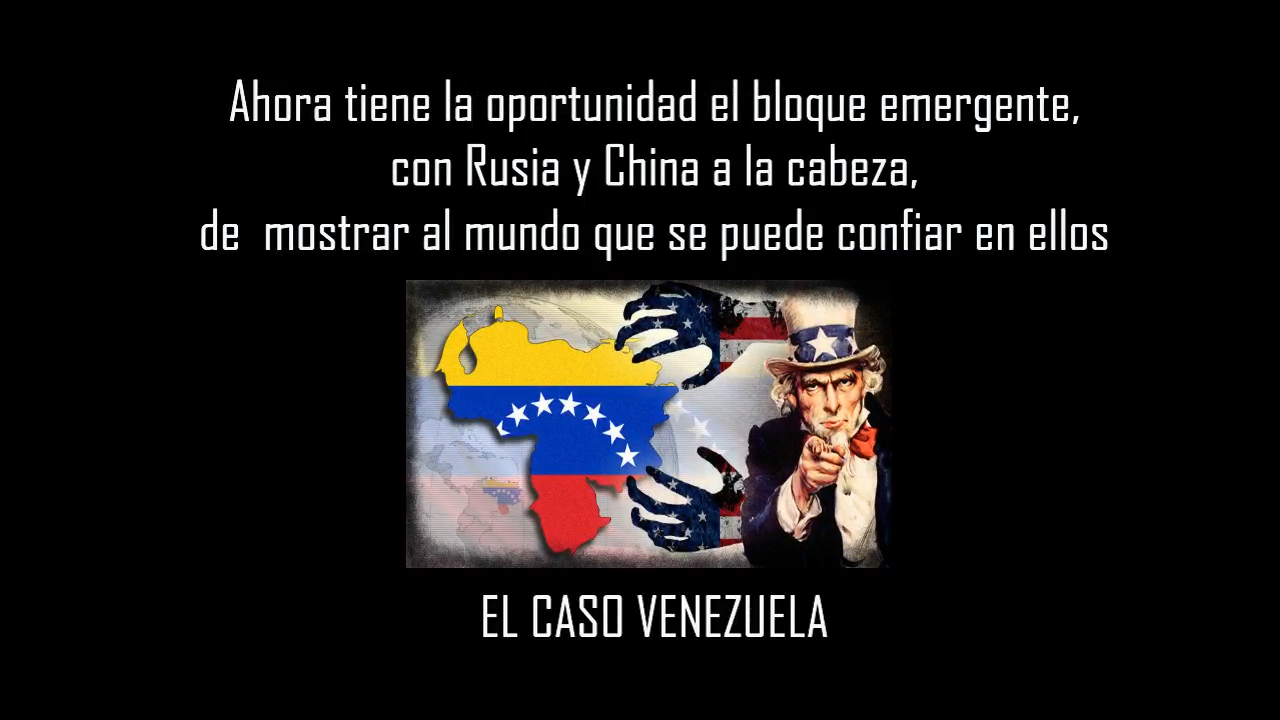 Ahora tiene la oportunidad el bloque emergente,
con Rusia y China a la cabeza,
de  mostrar al mundo que se puede confiar en ellos
EL CASO VENEZUELA